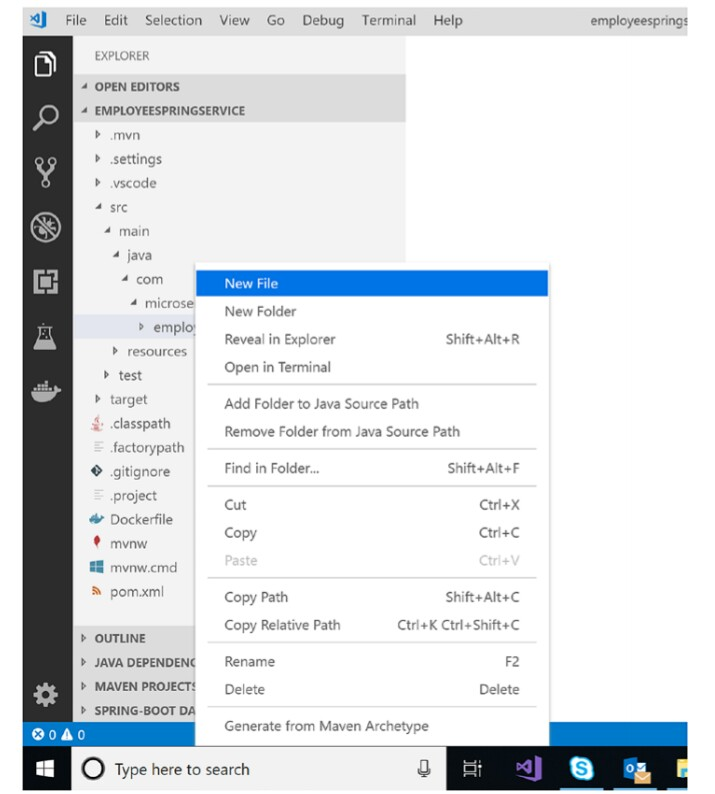 File Edit Selection View Go Debug Terminal Help employeesprings
EXPLORER
OPEN EDITORS
EMPLOYEESPRINGSERVICE
.mvn
.settings
.vscode
src
main
java
com
microse
employ
resources
test
target
.classpath
.factorypath
.gitignore
.project
Dockerfile
mvnw
mvnw.cmd
pom.xml
OUTLINE
JAVA DEPENDENC
MAVEN PROJECTS
SPRING-BOOT DA
New File
New Folder
Reveal in Explorer Shift+Alt+R
Open in Terminal
Add Folder to Java Source Path
Remove Folder from Java Source Path
Find in Folder... Shift+Alt+F
Cut Ctrl+X
Copy Ctrl+C
Paste Ctrl+V
Copy Path Shift+Alt+C
Copy Relative Path Ctrl+K Ctrl+Shift+C
Rename F2
Delete Delete
Generate from Maven Archetype
0 0
Type here to search